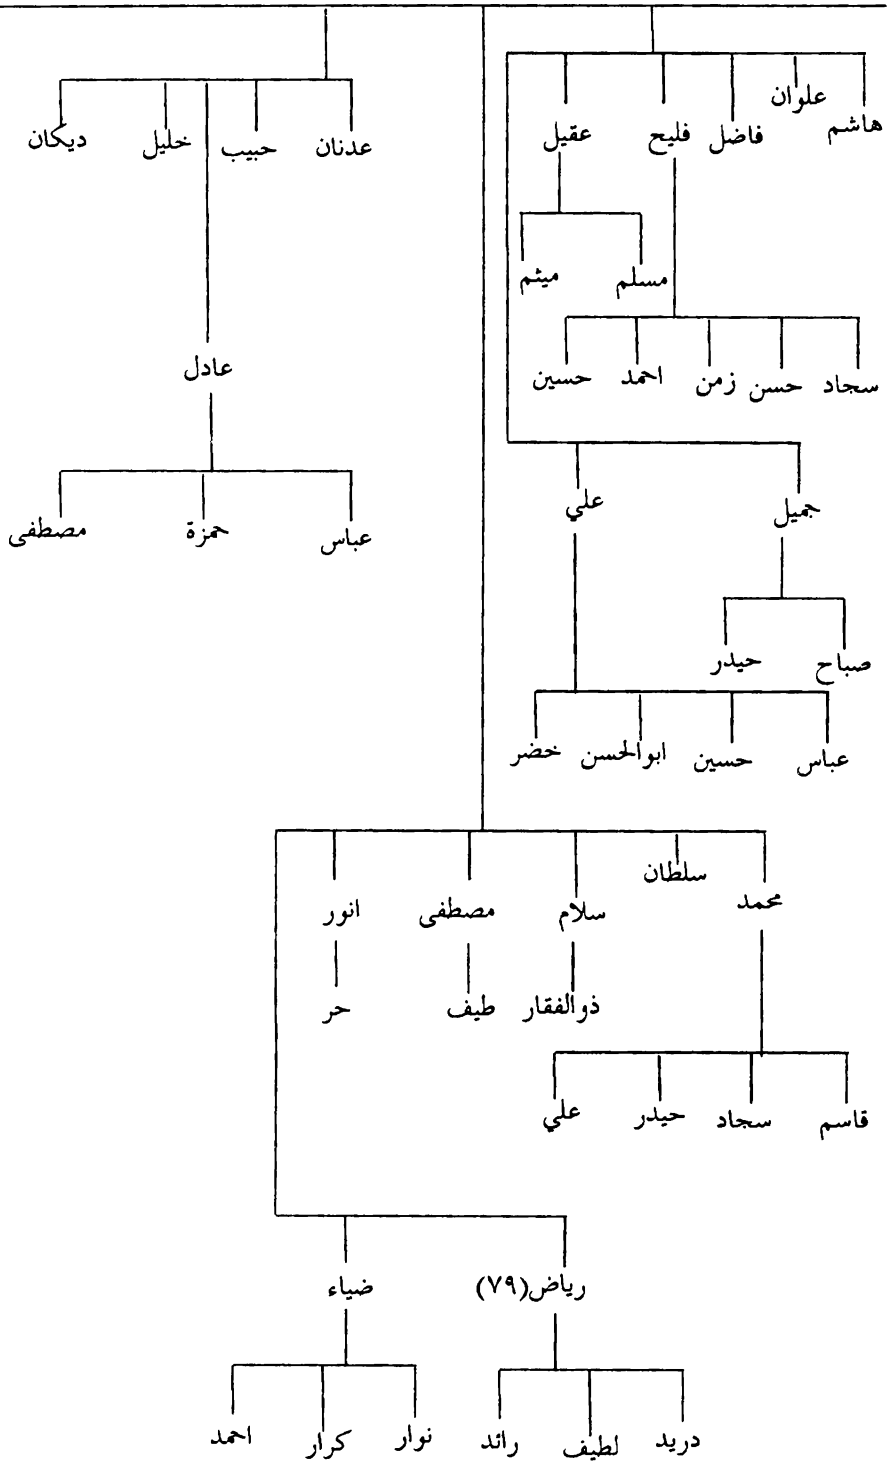 هاشم علوان فاضل فليح عقيل
عدنان حبيب خليل ديكان
مسلم ميثم
سجاد حسن زمن احمد حسين
عادل
جميل علي
عباس حمزة مصطفى
صباح حيدر
عباس حسين ابوالحسن خضر
محمد سلطان سلام مصطفى انور
ذوالفقار طيف حر
قاسم سجاد حيدر علي
رياض(٧٩) ضياء
دريد لطيف رائد
نوار كرار احمد